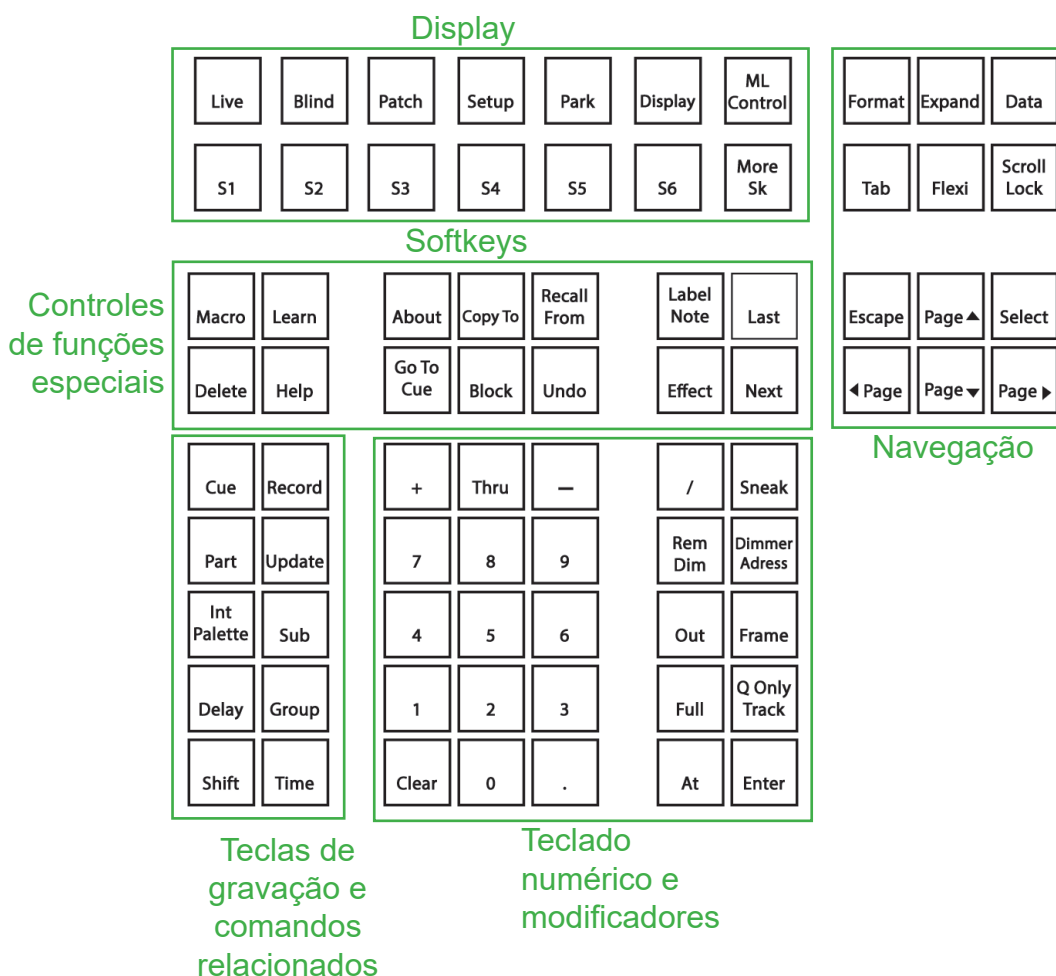 Display
Live Blind Patch Setup Park Display ML Control
S1 S2 S3 S4 S5 S6 More Sk
Softkeys
Format Expand Data
Tab Flexi Scroll Lock
Escape Page ▲ Select
◀ Page Page ▼ Page ▶
Navegação
Controles
de funções
especiais
Macro Learn About Copy To Recall From Label Note Last
Delete Help Go To Cue Block Undo Effect Next
Cue Record
Part Update
Int Palette Sub
Delay Group
Shift Time
Teclas de
gravação e
comandos
relacionados
+ Thru — / Sneak
7 8 9 Rem Dim Dimmer Adress
4 5 6 Out Frame
1 2 3 Full Q Only Track
Clear 0 . At Enter
Teclado
numérico e
modificadores